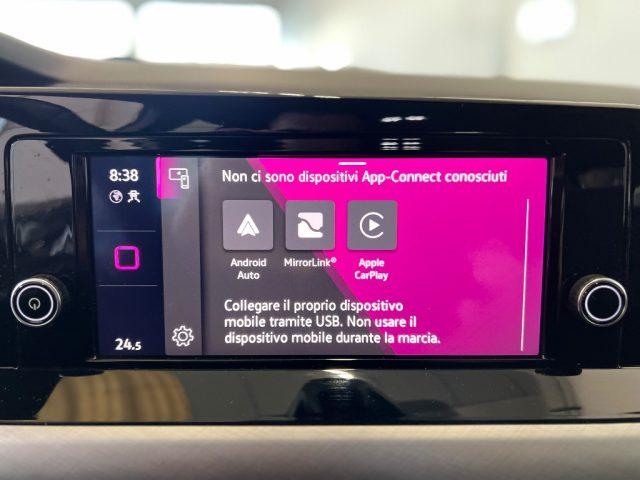 8:38
Non ci sono dispositivi App-Connect conosciuti
Android
Auto
MirrorLink®
Apple
CarPlay
Collegare il proprio dispositivo
mobile tramite USB. Non usare il
dispositivo mobile durante la marcia.
24.5